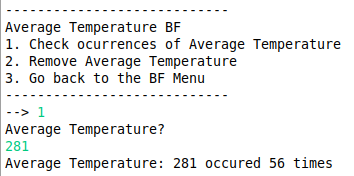 ----------------------------
Average Temperature BF
1. Check ocurrences of Average Temperature
2. Remove Average Temperature
3. Go back to the BF Menu
----------------------------
--> 1
Average Temperature?
281
Average Temperature: 281 occured 56 times